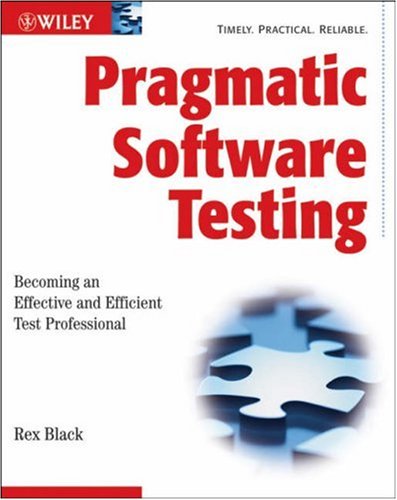 WILEY
TIMELY. PRACTICAL. RELIABLE.
Pragmatic
Software
Testing
Becoming an
Effective and Efficient
Test Professional
Rex Black